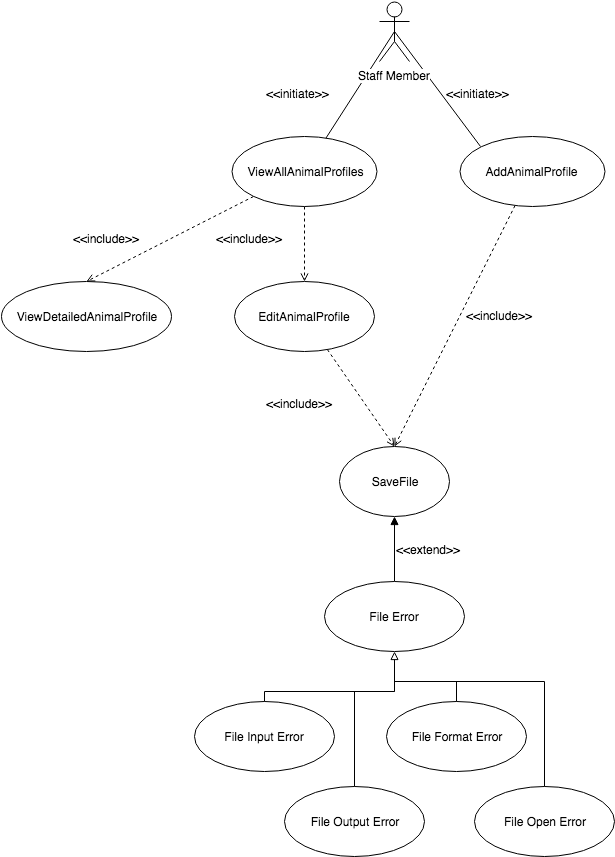 Staff Member
<<initiate>>
<<initiate>>
ViewAllAnimalProfiles
AddAnimalProfile
<<include>>
<<include>>
ViewDetailedAnimalProfile
EditAnimalProfile
<<include>>
<<include>>
SaveFile
<<extend>>
File Error
File Input Error
File Format Error
File Output Error
File Open Error